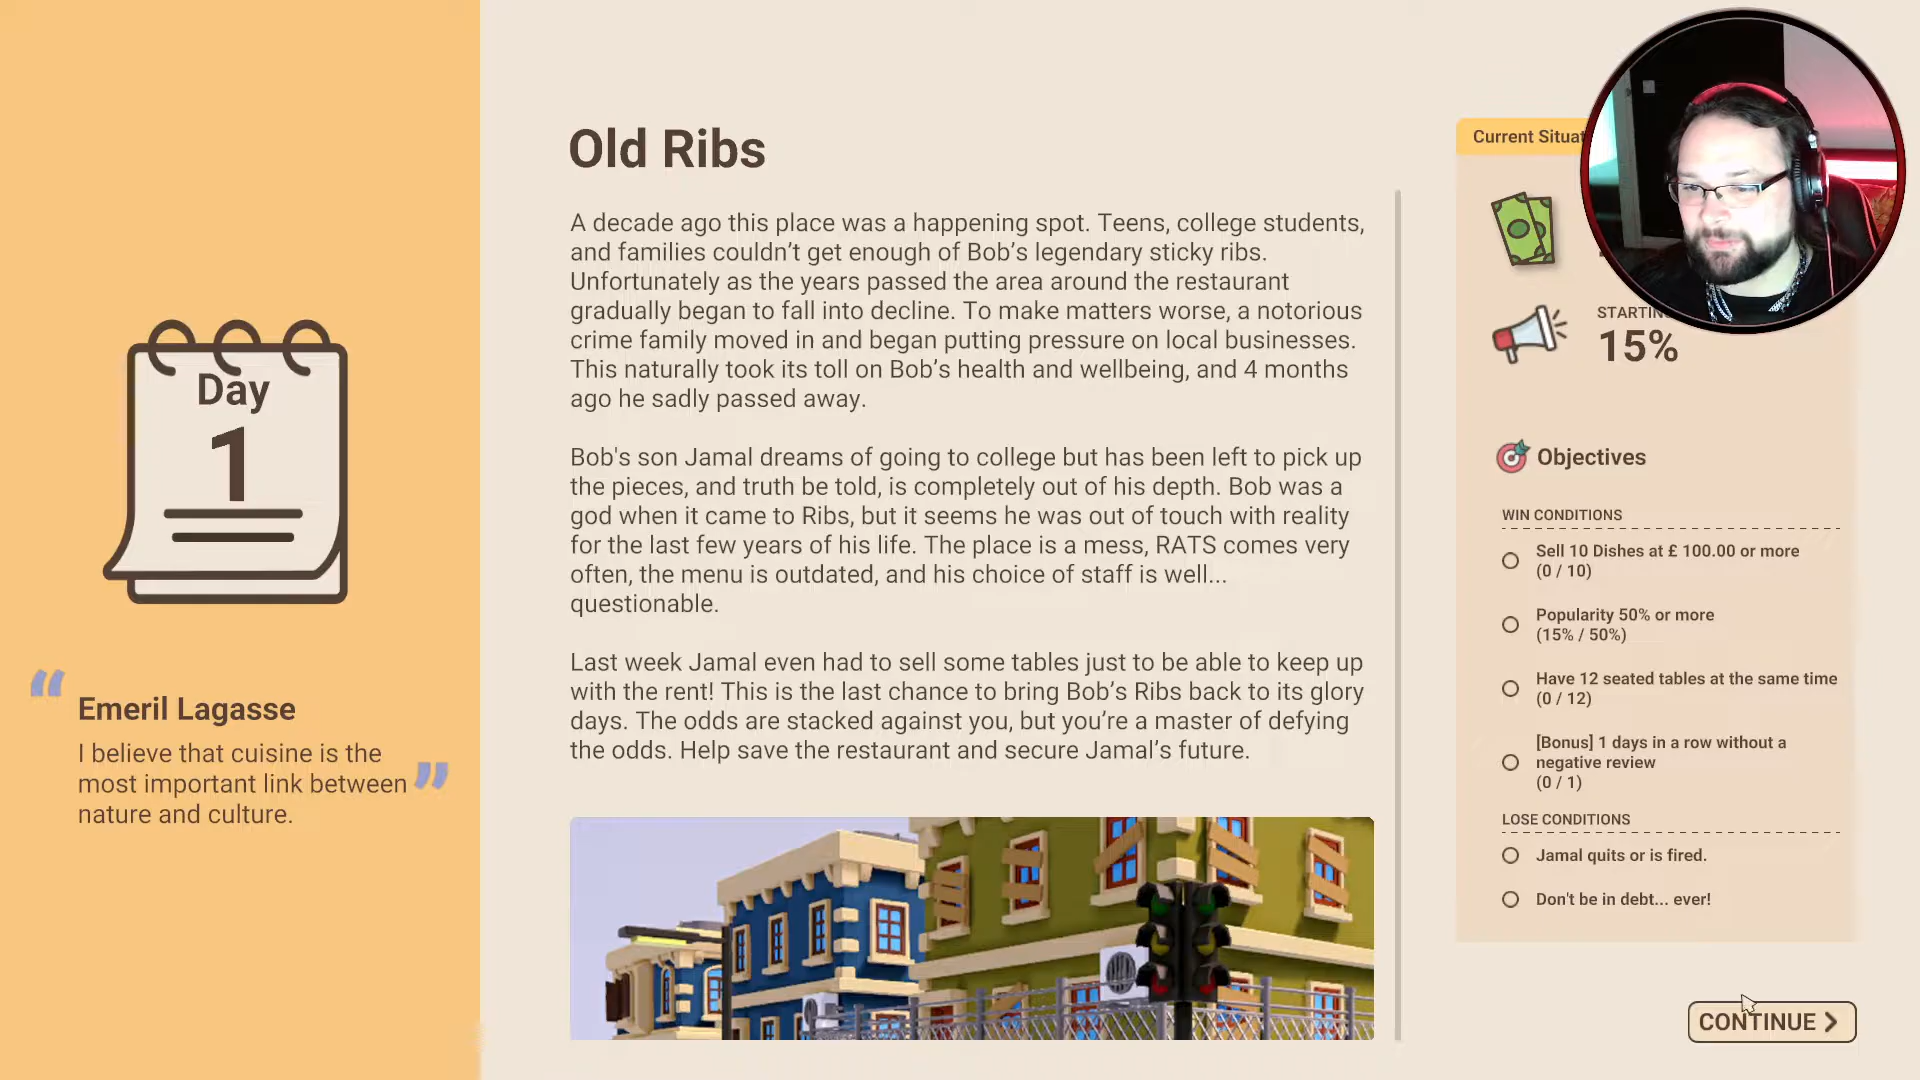 Day
1
Emeril Lagasse
I believe that cuisine is the
most important link between
nature and culture.
Old Ribs
A decade ago this place was a happening spot. Teens, college students,
and families couldn’t get enough of Bob’s legendary sticky ribs.
Unfortunately as the years passed the area around the restaurant
gradually began to fall into decline. To make matters worse, a notorious
crime family moved in and began putting pressure on local businesses.
This naturally took its toll on Bob’s health and wellbeing, and 4 months
ago he sadly passed away.
Bob's son Jamal dreams of going to college but has been left to pick up
the pieces, and truth be told, is completely out of his depth. Bob was a
god when it came to Ribs, but it seems he was out of touch with reality
for the last few years of his life. The place is a mess, RATS comes very
often, the menu is outdated, and his choice of staff is well...
questionable.
Last week Jamal even had to sell some tables just to be able to keep up
with the rent! This is the last chance to bring Bob’s Ribs back to its glory
days. The odds are stacked against you, but you’re a master of defying
the odds. Help save the restaurant and secure Jamal’s future.
Current
15%
Objectives
WIN CONDITIONS
Sell 10 Dishes at £ 100.00 or more
(0 / 10)
Popularity 50% or more
(15% / 50%)
Have 12 seated tables at the same time
(0 / 12)
[Bonus] 1 days in a row without a
negative review
(0 / 1)
LOSE CONDITIONS
Jamal quits or is fired.
Don't be in debt... ever!
CONTINUE